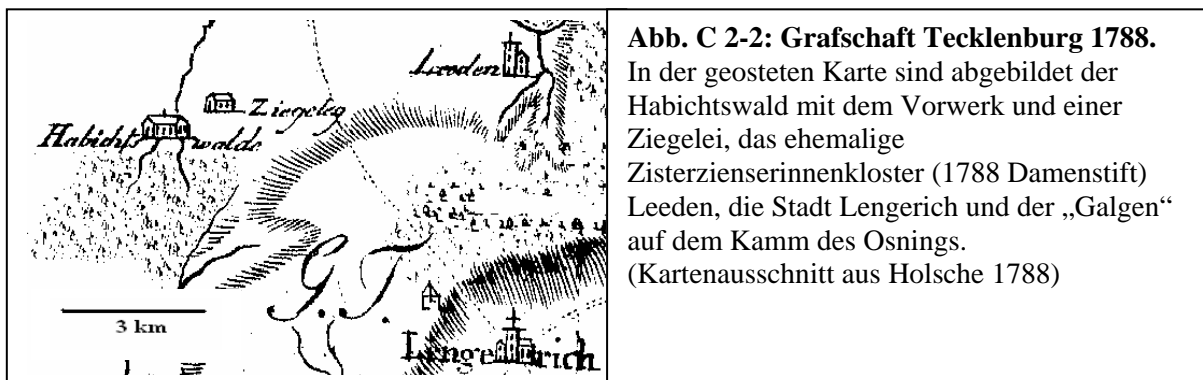 Leeden
Ziegeley
Habichts walde
G. T.
3 km
Lengerich
Abb. C 2-2: Grafschaft Tecklenburg 1788.
In der geosteten Karte sind abgebildet der
Habichtswald mit dem Vorwerk und einer
Ziegelei, das ehemalige
Zisterzienserinnenkloster (1788 Damenstift)
Leeden, die Stadt Lengerich und der „Galgen“
auf dem Kamm des Osnings.
(Kartenausschnitt aus Holsche 1788)